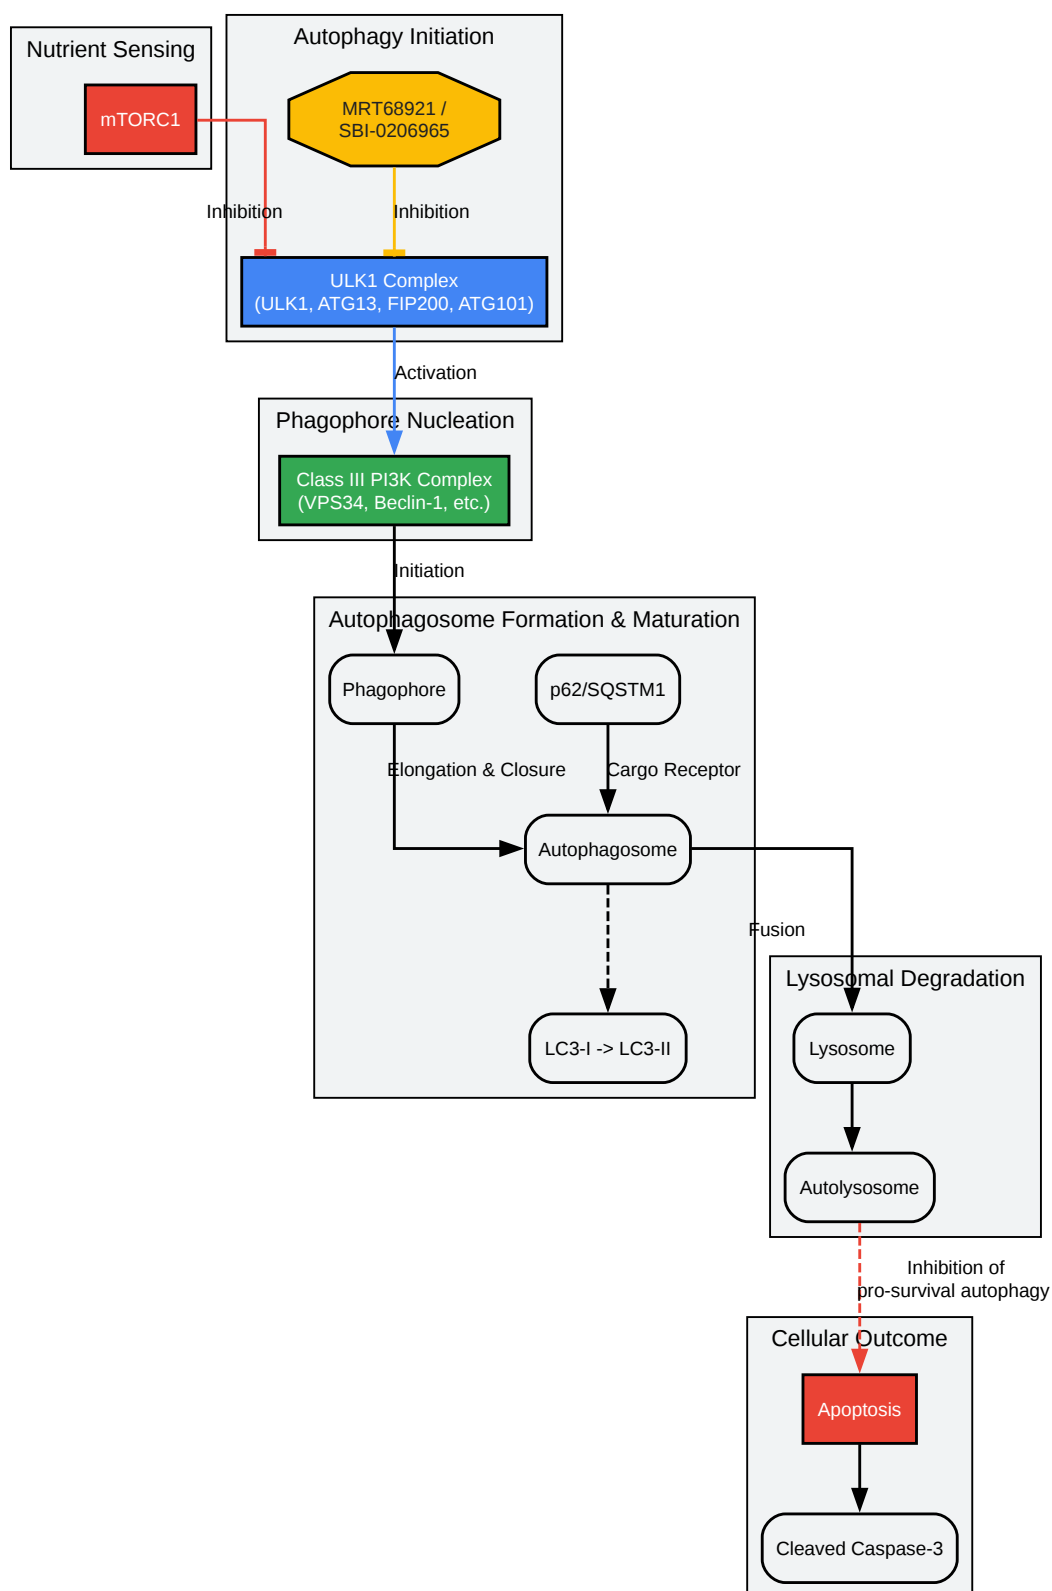 Nutrient Sensing
mTORC1
Autophagy Initiation
MRT68921 /
SBI-0206965
Inhibition
Inhibition
ULK1 Complex
(ULK1, ATG13, FIP200, ATG101)
Activation
Phagophore Nucleation
Class III PI3K Complex
(VPS34, Beclin-1, etc.)
Initiation
Autophagosome Formation & Maturation
Phagophore
p62/SQSTM1
Elongation & Closure
Cargo Receptor
Autophagosome
Fusion
LC3-I -> LC3-II
Lysosomal Degradation
Lysosome
Autolysosome
Inhibition of
pro-survival autophagy
Cellular Outcome
Apoptosis
Cleaved Caspase-3